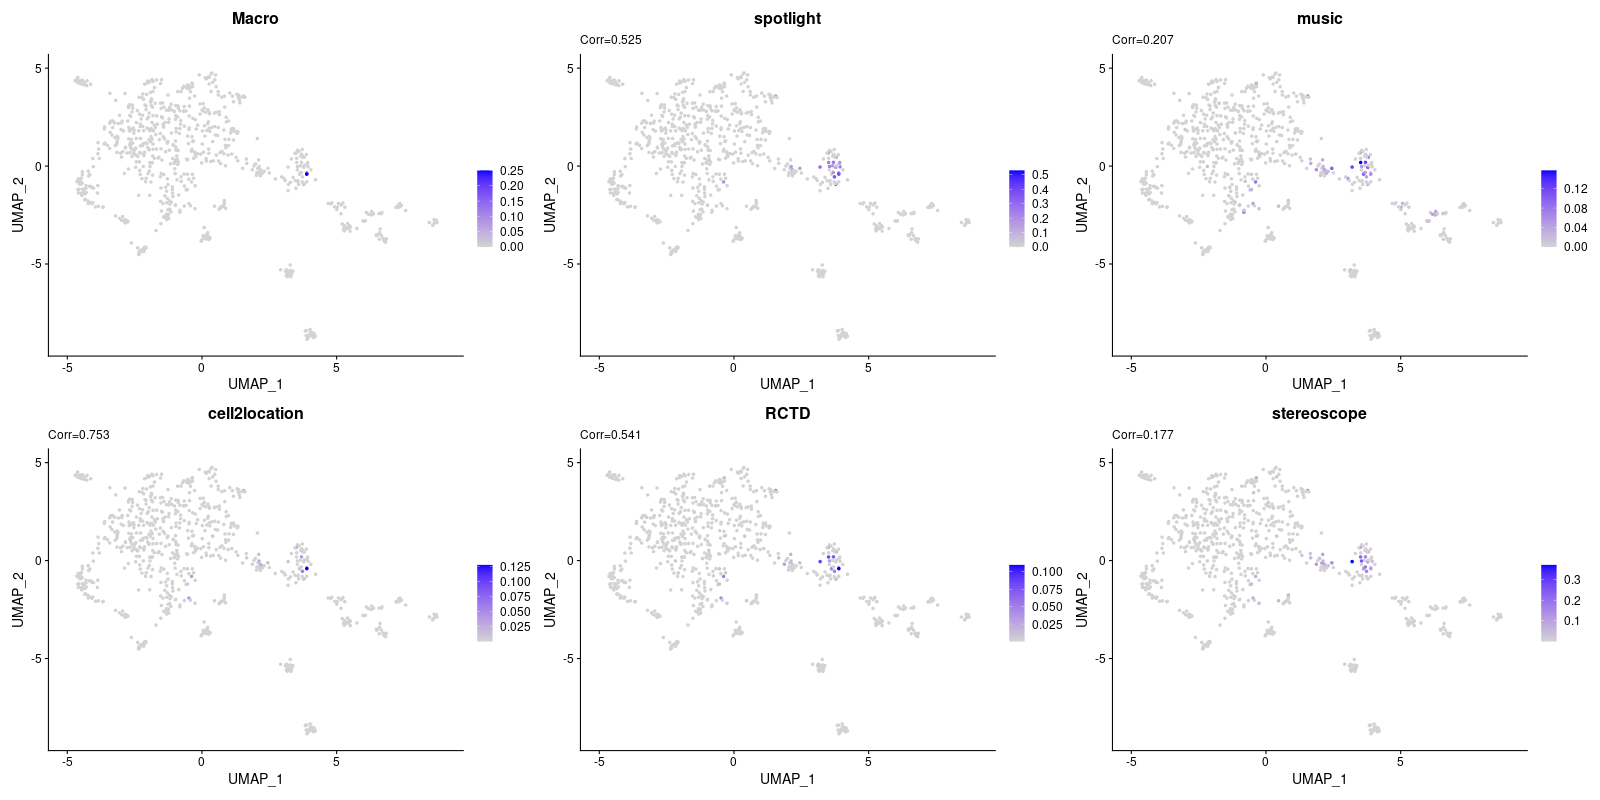 Macro
5
0
-5
UMAP_2
-5
0
5
UMAP_1
0.25
0.20
0.15
0.10
0.05
0.00
spotlight
Corr=0.525
5
0
-5
UMAP_2
-5
0
5
UMAP_1
0.5
0.4
0.3
0.2
0.1
0.0
music
Corr=0.207
5
0
-5
UMAP_2
-5
0
5
UMAP_1
0.12
0.08
0.04
0.00
cell2location
Corr=0.753
5
0
-5
UMAP_2
-5
0
5
UMAP_1
0.125
0.100
0.075
0.050
0.025
RCTD
Corr=0.541
5
0
-5
UMAP_2
-5
0
5
UMAP_1
0.100
0.075
0.050
0.025
stereoscope
Corr=0.177
5
0
-5
UMAP_2
-5
0
5
UMAP_1
0.3
0.2
0.1